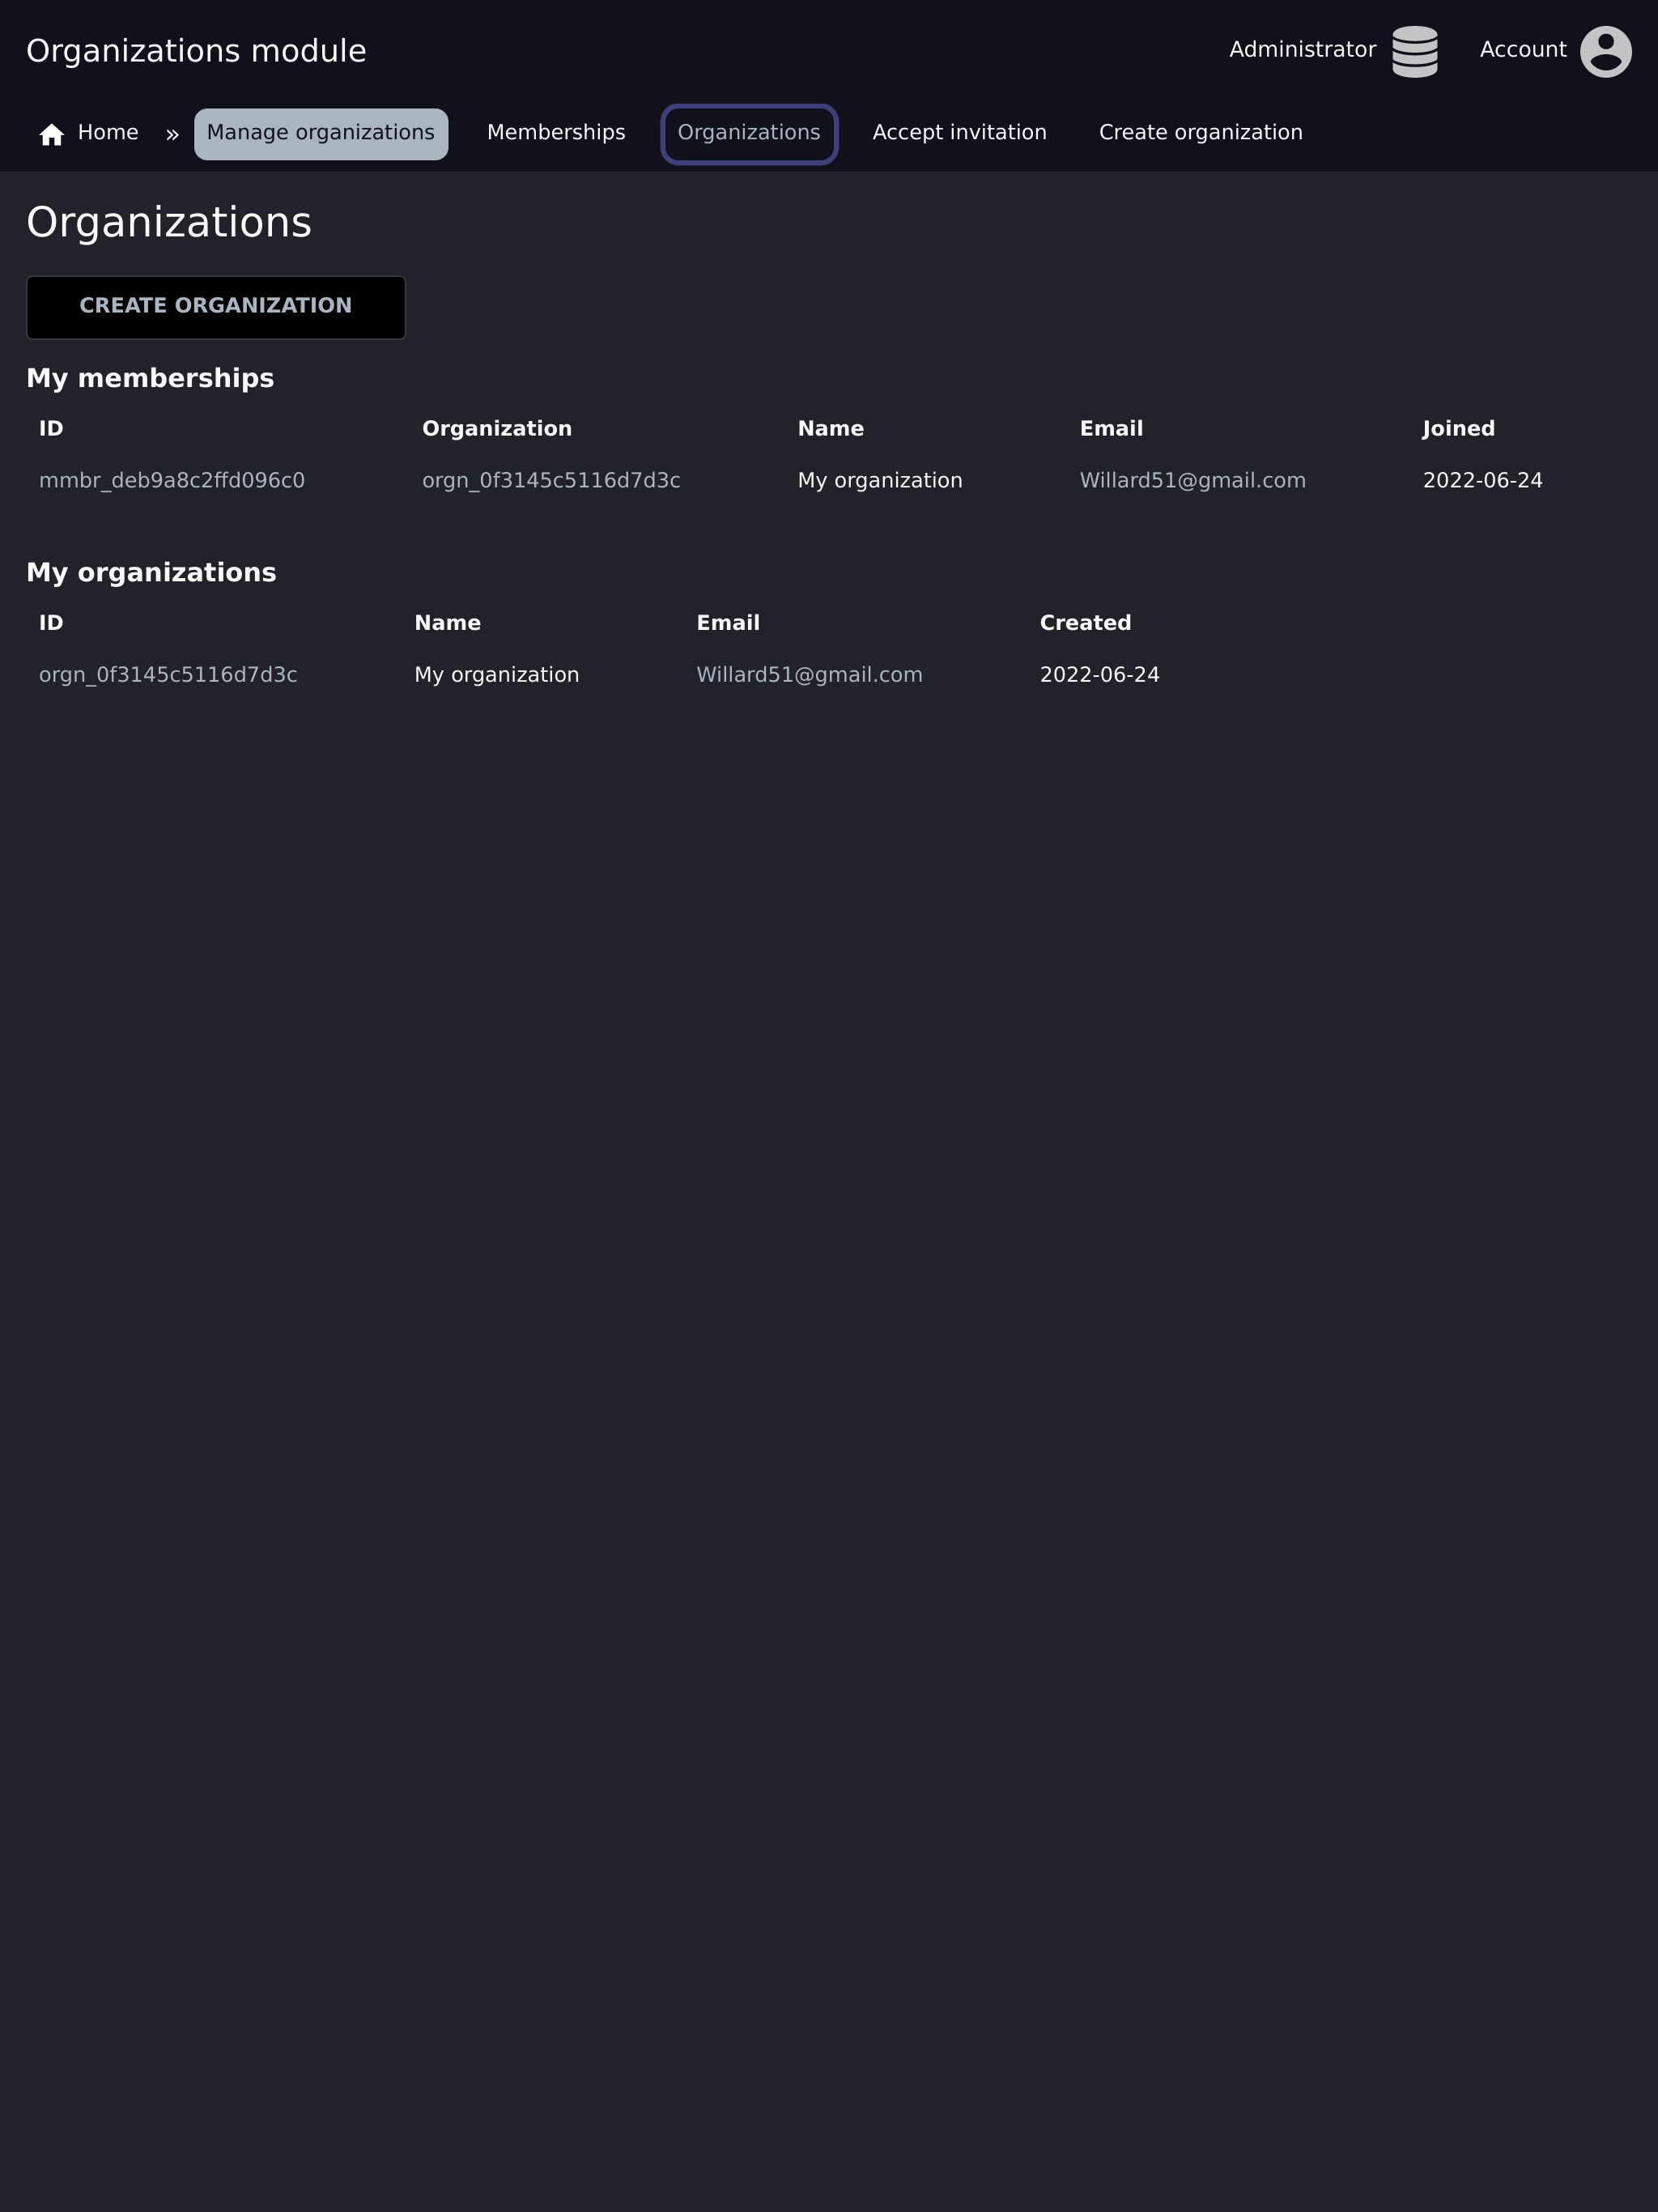 Organizations module Administrator Account
Home » Manage organizations Memberships Organizations Accept invitation Create organization
Organizations
CREATE ORGANIZATION
My memberships
ID Organization Name Email Joined
mmbr_deb9a8c2ffd096c0 orgn_0f3145c5116d7d3c My organization Willard51@gmail.com 2022-06-24
My organizations
ID Name Email Created
orgn_0f3145c5116d7d3c My organization Willard51@gmail.com 2022-06-24